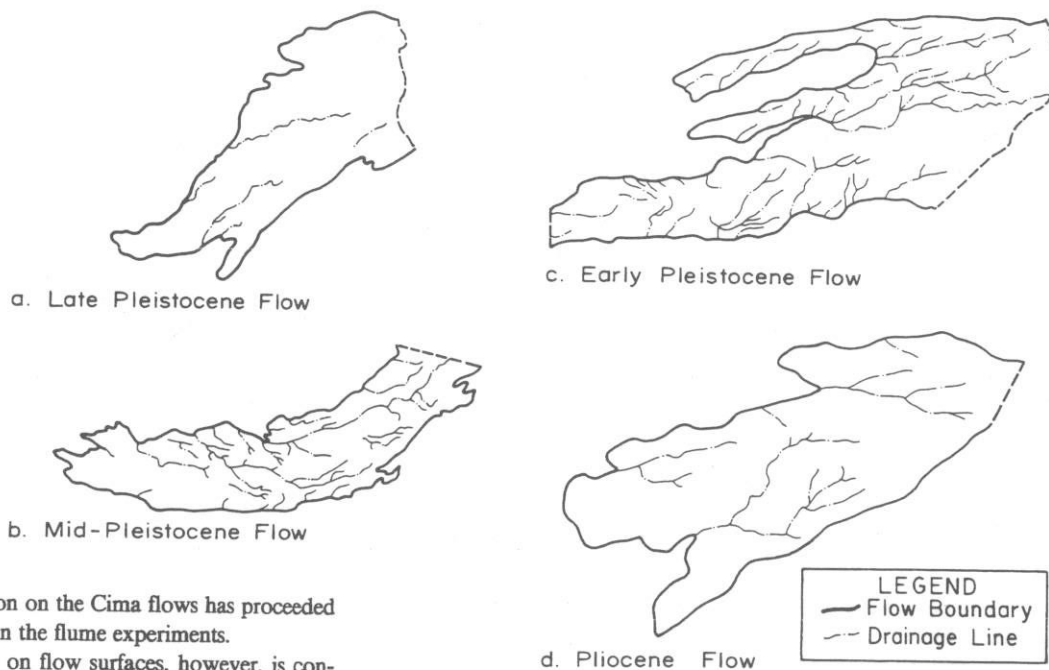 a. Late Pleistocene Flow
c. Early Pleistocene Flow
b. Mid-Pleistocene Flow
on on the Cima flows has proceeded
n the flume experiments.
on flow surfaces, however, is con-
d. Pliocene Flow
LEGEND
Flow Boundary
Drainage Line